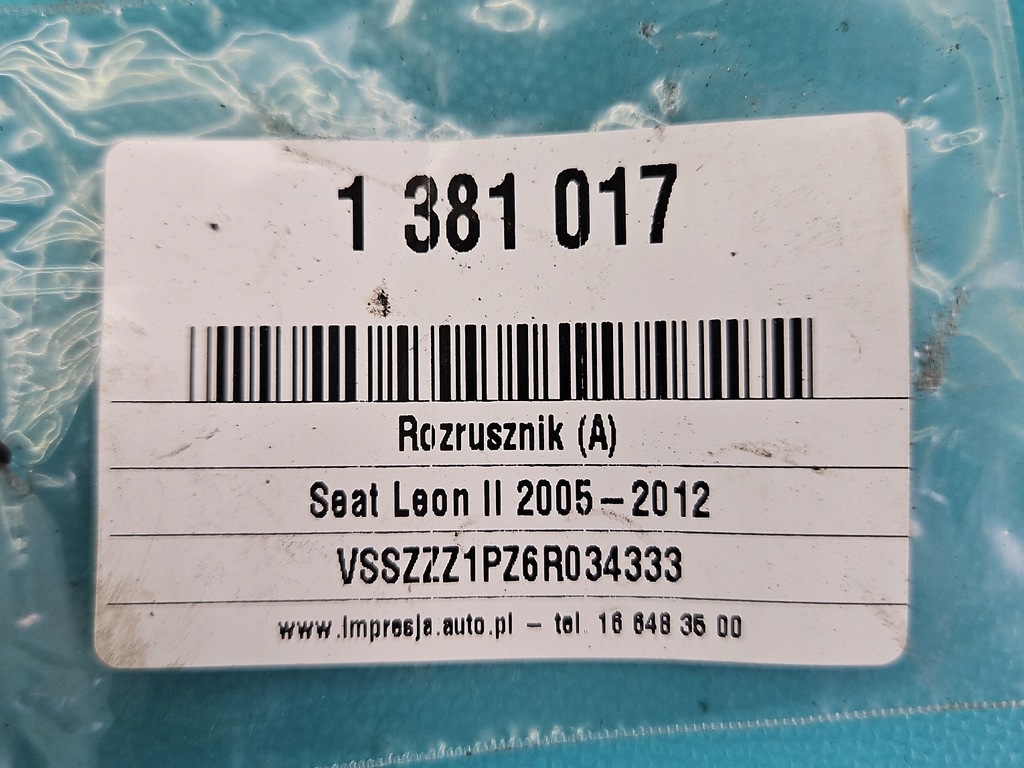 1 381 017
Rozrusznik (A)
Seat Leon II 2005-2012
VSSZZZ1PZ6R034333
www.Impresja.auto.pl - tel. 16 648 35 00